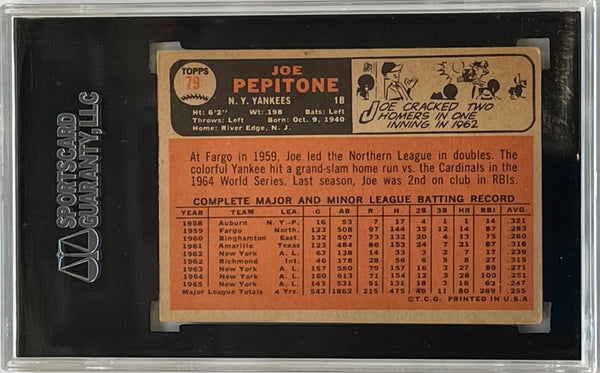 SPORTSCARD
GUARANTY, LLC
TOPPS
79
JOE
PEPITONE
N. Y. YANKEES 1B
Ht: 6'2" Wt: 198 Bats: Left
Throws: Left Born: Oct. 9, 1940
Home: River Edge, N. J.
JOE CRACKED TWO
HOMERS IN ONE
INNING IN 1962
At Fargo in 1959, Joe led the Northern League in doubles. The
colorful Yankee hit a grand-slam home run vs. the Cardinals in the
1964 World Series. Last season, Joe was 2nd on club in RBIs.
COMPLETE MAJOR AND MINOR LEAGUE BATTING RECORD
YEAR TEAM LEA. G AB R H 2B 3B HR RBI AVG.
1958 Auburn N.Y.-P. 16 53 7 17 4 1 1 .321
1959 Fargo North. 123 508 97 144 35 12 14 87 .283
1960 Binghamton East. 132 507 73 132 20 4 13 75 .260
1961 Amarillo Texas 123 484 86 154 24 7 21 87 .318
1962 New York A. L. 63 138 14 33 3 2 7 17 .239
1962 Richmond Int. 46 178 28 56 9 2 8 27 .315
1963 New York A. L. 157 580 79 157 16 3 27 89 .271
1964 New York A. L. 160 613 71 154 12 3 28 100 .251
1965 New York A. L. 149 531 51 131 18 3 18 62 .247
Major League Totals 4 Yrs. 543 1862 215 475 49 11 80 269 .255
©T.C.G. PRINTED IN U.S.A.